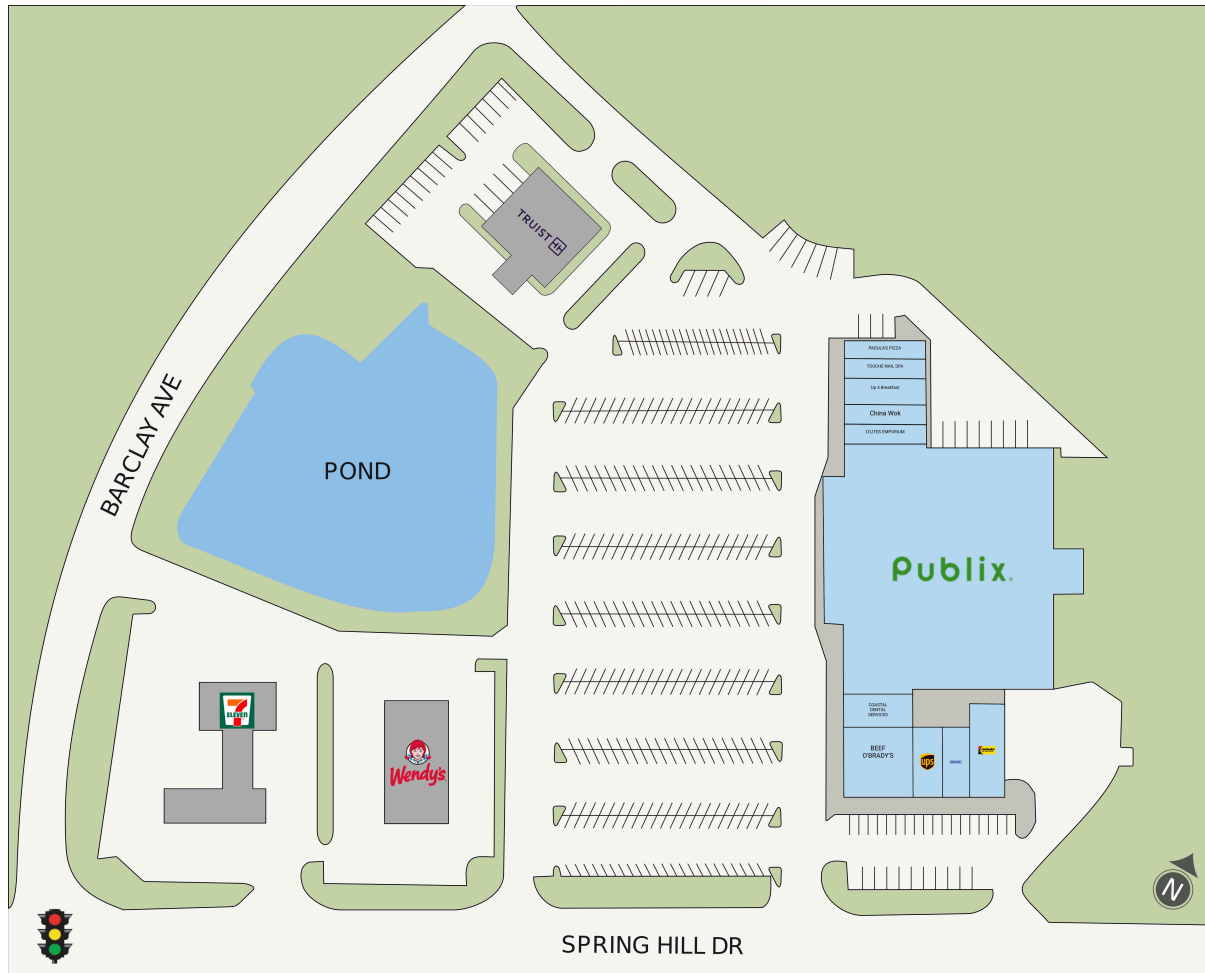 TRUIST
PADULA'S PIZZA
TOUCHE NAIL SPA
Up 4 Breakfast
China Wok
O'LITES EMPORIUM
BARCLAY AVE
POND
Publix.
7
ELEVEN
Wendy's
COASTAL
DENTAL
SERVICES
BEEF
O'BRADY'S
ups
N
SPRING HILL DR